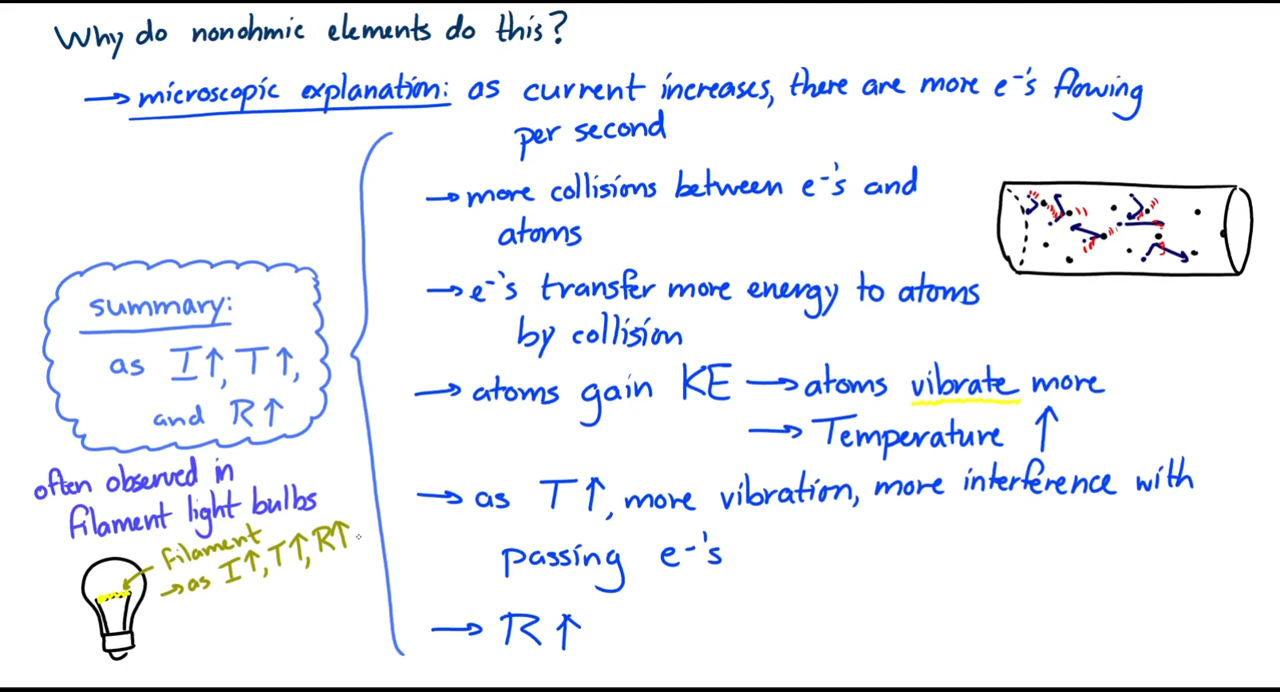 Why do nonohmic elements do this?
→ microscopic explanation: as current increases, there are more e⁻'s flowing
per second
→ more collisions between e⁻'s and
atoms
→ e⁻'s transfer more energy to atoms
by collision
→ atoms gain KE → atoms vibrate more
→ Temperature ↑
→ as T↑, more vibration, more interference with
passing e⁻'s
→ R↑
summary:
as I↑, T↑,
and R↑
often observed in
filament light bulbs
filament
→ as I↑, T↑, R↑